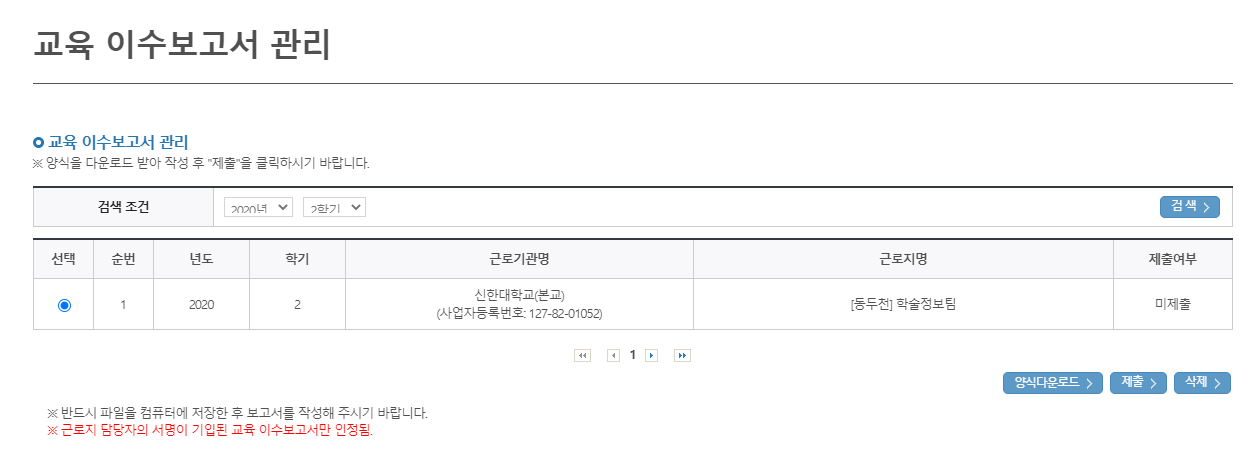 교육 이수보고서 관리
교육 이수보고서 관리
※ 양식을 다운로드 받아 작성 후 "제출"을 클릭하시기 바랍니다.
검색 조건 2020년 2학기 검 색
선택 순번 년도 학기 근로기관명 근로지명 제출여부
1 2020 2 신한대학교(본교) [동두천] 학술정보팀 미제출
(사업자등록번호: 127-82-01052)
1
양식다운로드 제출 삭제
※ 반드시 파일을 컴퓨터에 저장한 후 보고서를 작성해 주시기 바랍니다.
※ 근로지 담당자의 서명이 기입된 교육 이수보고서만 인정됨.